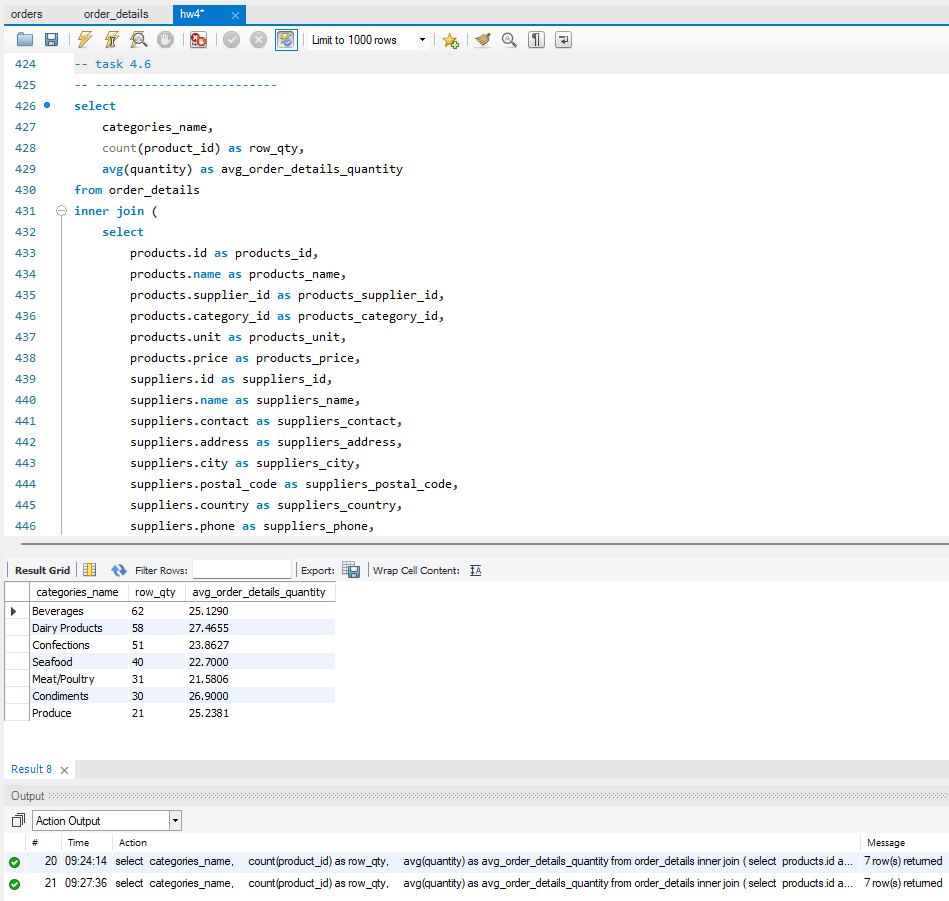 orders order_details hw4*
Limit to 1000 rows
424 -- task 4.6
425 -- --------------------------
426 select
427 categories_name,
428 count(product_id) as row_qty,
429 avg(quantity) as avg_order_details_quantity
430 from order_details
431 inner join (
432 select
433 products.id as products_id,
434 products.name as products_name,
435 products.supplier_id as products_supplier_id,
436 products.category_id as products_category_id,
437 products.unit as products_unit,
438 products.price as products_price,
439 suppliers.id as suppliers_id,
440 suppliers.name as suppliers_name,
441 suppliers.contact as suppliers_contact,
442 suppliers.address as suppliers_address,
443 suppliers.city as suppliers_city,
444 suppliers.postal_code as suppliers_postal_code,
445 suppliers.country as suppliers_country,
446 suppliers.phone as suppliers_phone,
Result Grid Filter Rows: Export: Wrap Cell Content:
categories_name row_qty avg_order_details_quantity
Beverages 62 25.1290
Dairy Products 58 27.4655
Confections 51 23.8627
Seafood 40 22.7000
Meat/Poultry 31 21.5806
Condiments 30 26.9000
Produce 21 25.2381
Result 8
Output
Action Output
# Time Action Message
20 09:24:14 select categories_name, count(product_id) as row_qty, avg(quantity) as avg_order_details_quantity from order_details inner join ( select products.id a... 7 row(s) returned
21 09:27:36 select categories_name, count(product_id) as row_qty, avg(quantity) as avg_order_details_quantity from order_details inner join ( select products.id a... 7 row(s) returned